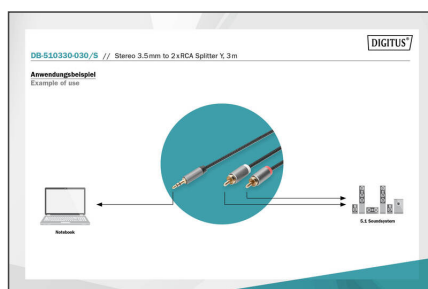 DIGITUS®
DB-510330-030/S // Stereo 3.5mm to 2xRCA Splitter Y, 3m
Anwendungsbeispiel
Example of use
Notebook
5.1 Soundsystem